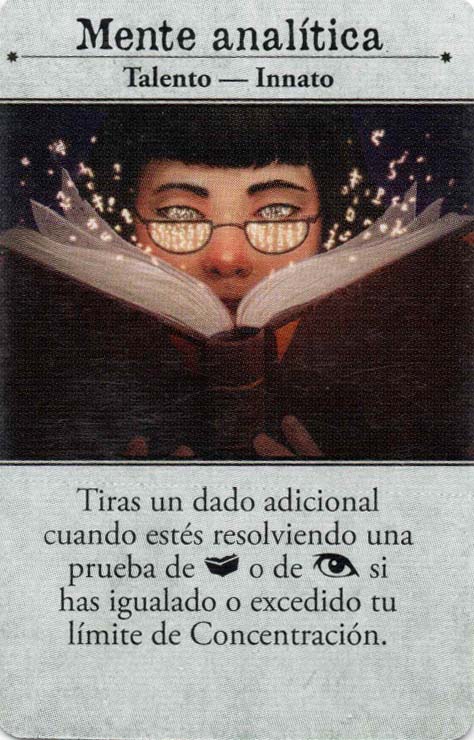 Mente analítica
Talento — Innato
Tiras un dado adicional
cuando estés resolviendo una
prueba de o de si
has igualado o excedido tu
límite de Concentración.